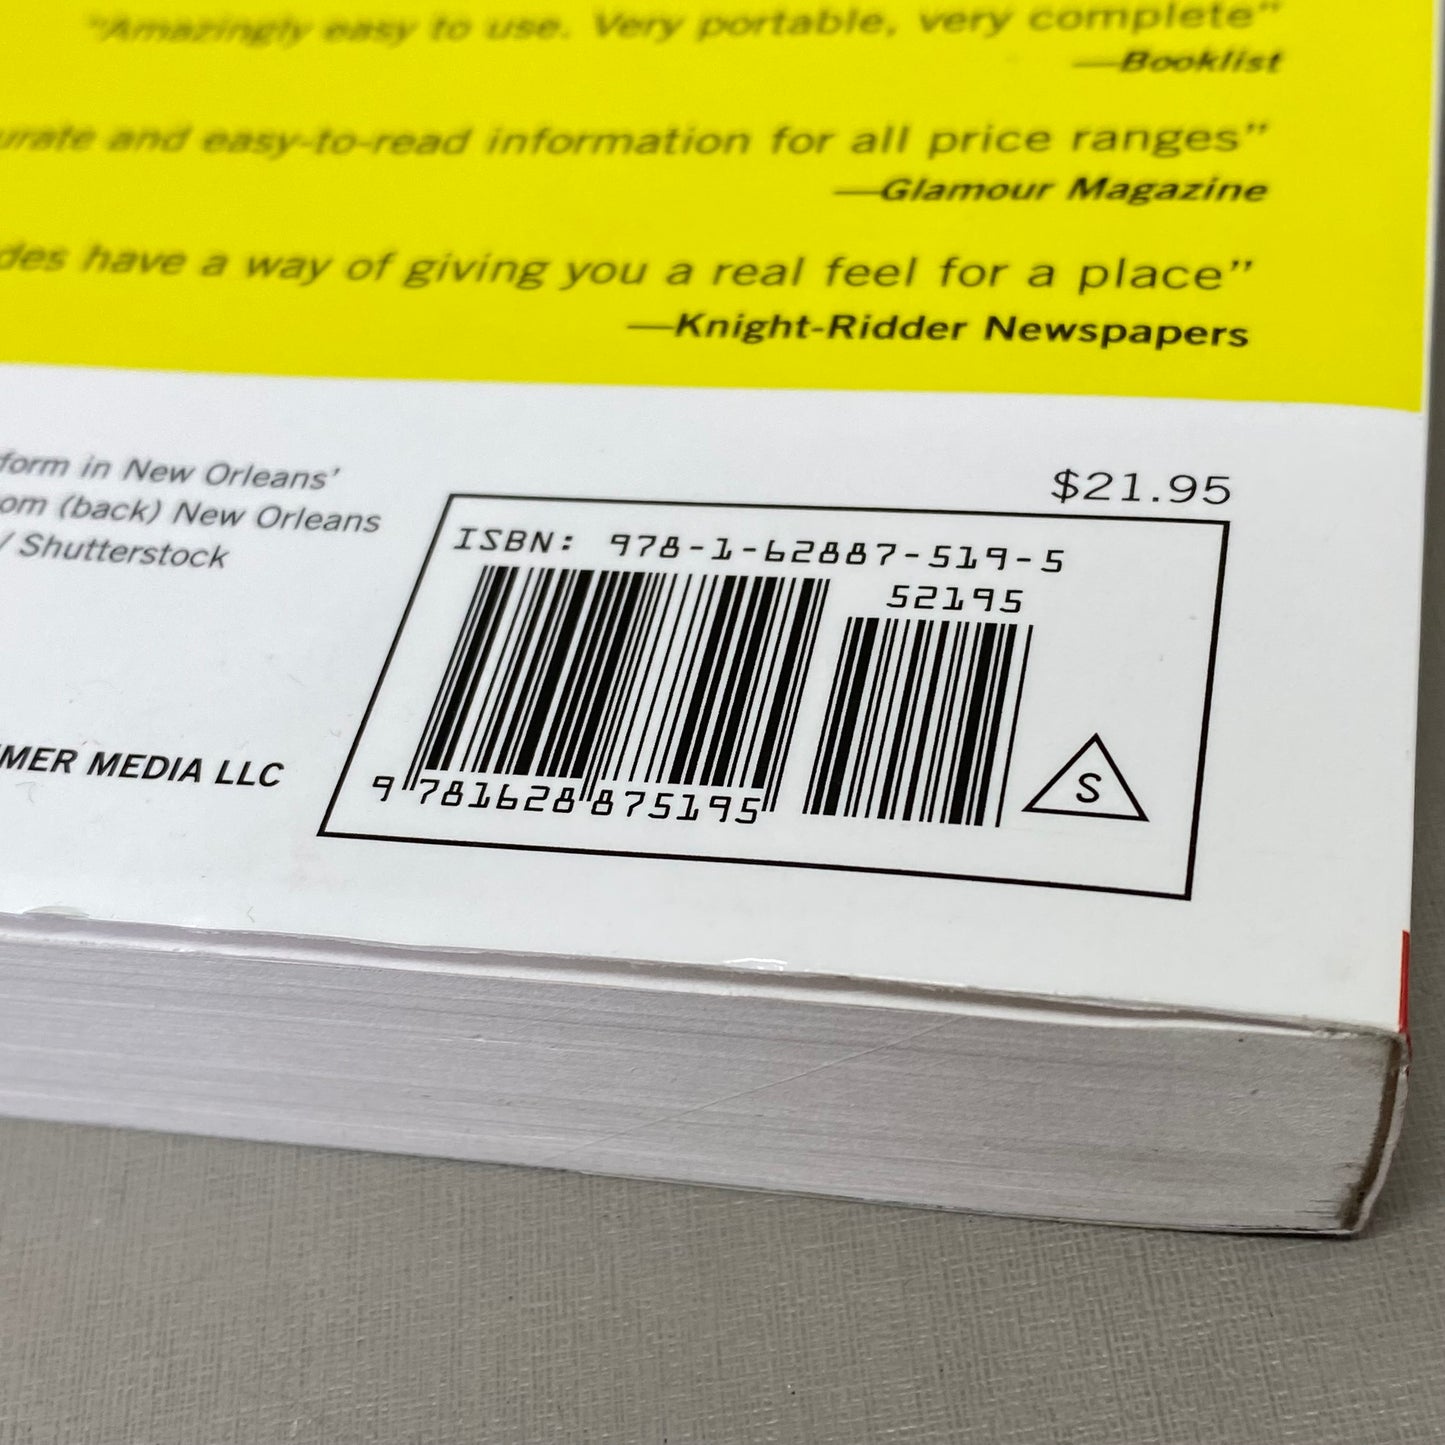 “Amazingly easy to use. Very portable, very complete”
—Booklist
urate and easy-to-read information for all price ranges”
—Glamour Magazine
des have a way of giving you a real feel for a place”
—Knight-Ridder Newspapers
form in New Orleans’
om (back) New Orleans
/ Shutterstock
MER MEDIA LLC
$21.95
ISBN: 978-1-62887-519-5
52195
9 781628 875195
S